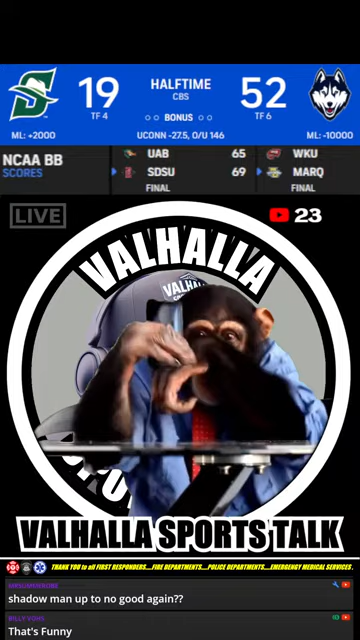 S
19
HALFTIME
CBS
52
TF 4
BONUS
TF 6
ML: +2000
UCONN -27.5, O/U 146
ML: -10000
NCAA BB
SCORES
UAB 65
WKU
SDSU 69
MARQ
FINAL
FINAL
LIVE
23
VALHALLA
VALHALLA
SPO
VALHALLA SPORTS TALK
THANK YOU to all FIRST RESPONDERS....FIRE DEPARTMENTS.....POLICE DEPARTMENTS.....EMERGENCY MEDICAL SERVICES.
shadow man up to no good again??
BILLY VOHS
That's Funny